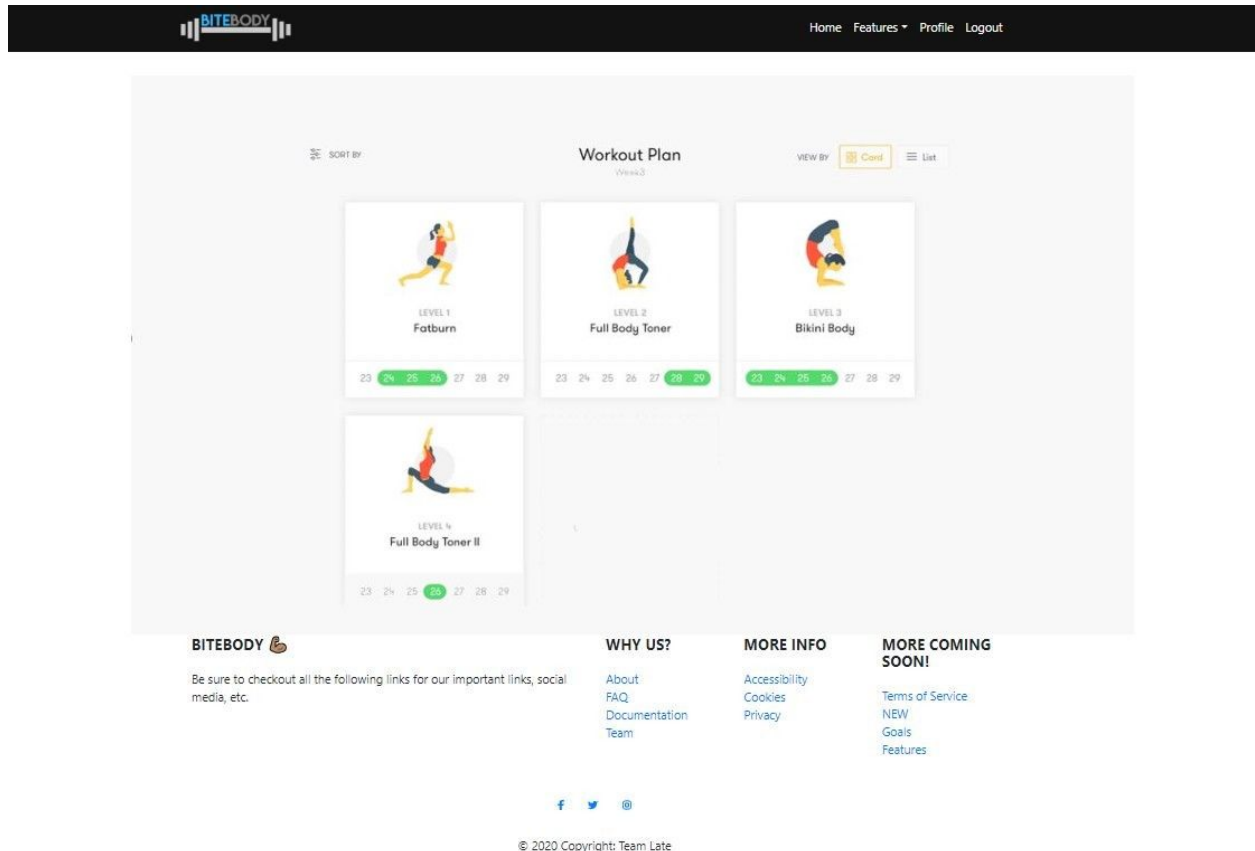 BITEBODY
Home Features Profile Logout
SORT BY
Workout Plan
VIEW BY Card List
Week3
LEVEL 1
Fatburn
23 24 25 26 27 28 29
LEVEL 2
Full Body Toner
23 24 25 26 27 28 29
LEVEL 3
Bikini Body
23 24 25 26 27 28 29
LEVEL 4
Full Body Toner II
23 24 25 26 27 28 29
BITEBODY 💪🏽
Be sure to checkout all the following links for our important links, social
media, etc.
WHY US?
About
FAQ
Documentation
Team
MORE INFO
Accessibility
Cookies
Privacy
MORE COMING
SOON!
Terms of Service
NEW
Goals
Features
© 2020 Copyright: Team Late